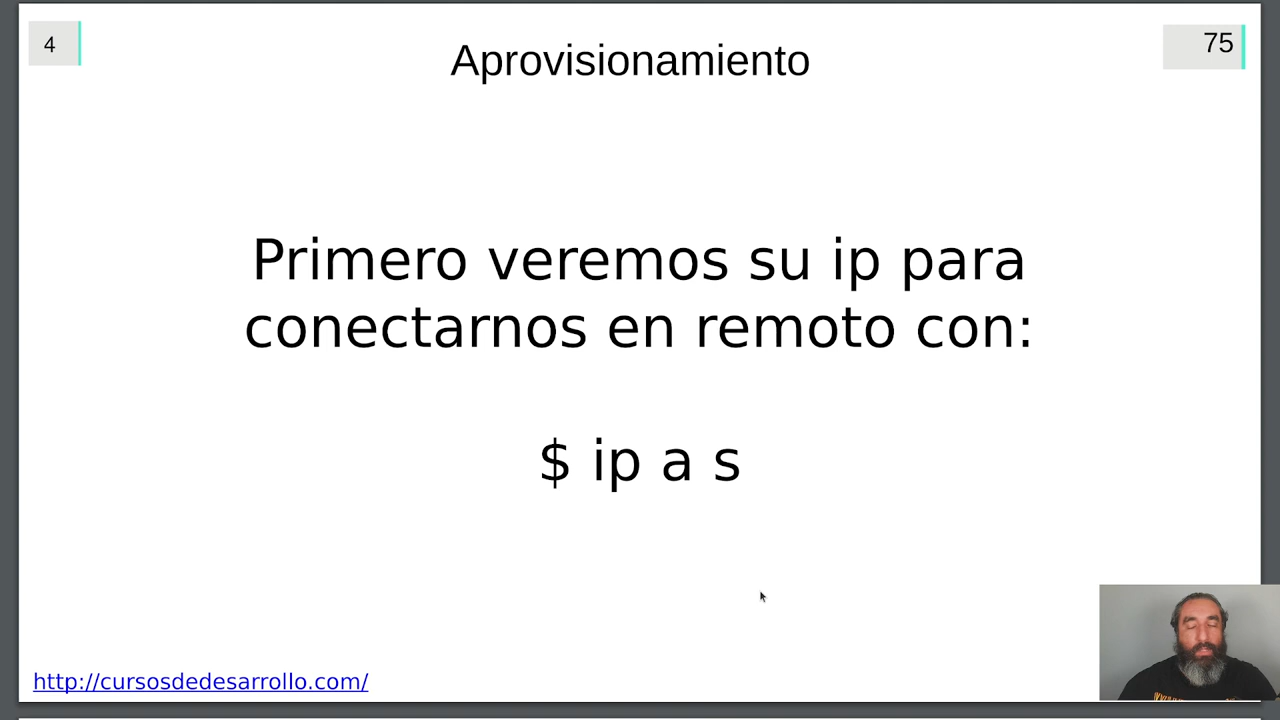 4
Aprovisionamiento
75
Primero veremos su ip para
conectarnos en remoto con:
$ ip a s
http://cursosdedesarrollo.com/